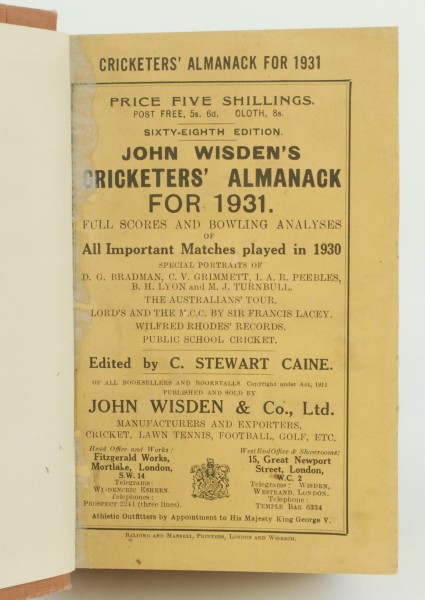 CRICKETERS' ALMANACK FOR 1931
PRICE FIVE SHILLINGS.
POST FREE, 5s. 6d. CLOTH, 8s.
SIXTY-EIGHTH EDITION.
JOHN WISDEN'S
CRICKETERS' ALMANACK
FOR 1931.
FULL SCORES AND BOWLING ANALYSES
OF
All Important Matches played in 1930
SPECIAL PORTRAITS OF
D. G. BRADMAN, C. V. GRIMMETT, I. A. R. PEEBLES,
B. H. LYON and M. J. TURNBULL.
THE AUSTRALIANS' TOUR.
LORD'S AND THE M.C.C. BY SIR FRANCIS LACEY.
WILFRED RHODES' RECORDS.
PUBLIC SCHOOL CRICKET.
Edited by C. STEWART CAINE.
OF ALL BOOKSELLERS AND BOOKSTALLS Copyright under Act, 1911
PUBLISHED AND SOLD BY
JOHN WISDEN & Co., Ltd.
MANUFACTURERS AND EXPORTERS,
CRICKET, LAWN TENNIS, FOOTBALL, GOLF, ETC.
Head Office and Works:
Fitzgerald Works,
Mortlake, London,
S.W. 14
Telegrams:
Telephones:
PROSPECT 2241 (three lines).
West End Office & Showrooms:
15, Great Newport
Street, London,
W.C. 2
Telegrams: WISDEN,
WESTRAND, LONDON.
Telephone:
TEMPLE BAR 6334
Athletic Outfitters by Appointment to His Majesty King George V.
BALDING AND MANSELL, PRINTERS, LONDON AND WISBECH.